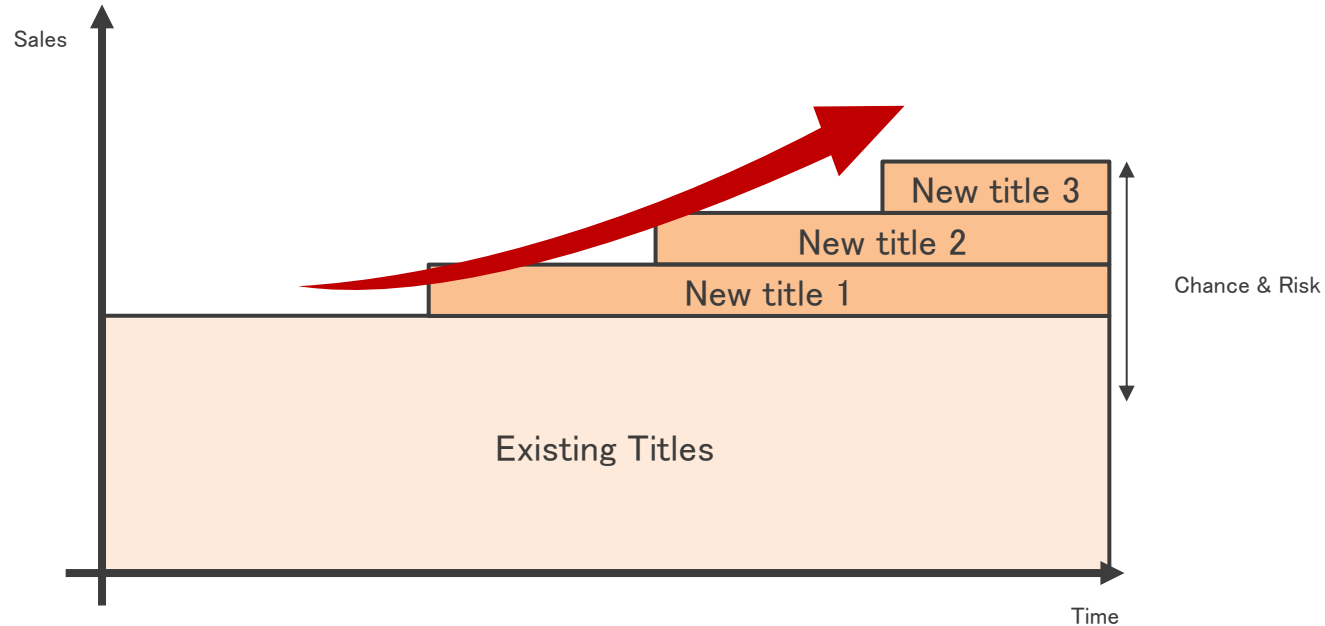 Sales
New title 3
New title 2
New title 1
Chance & Risk
Existing Titles
Time